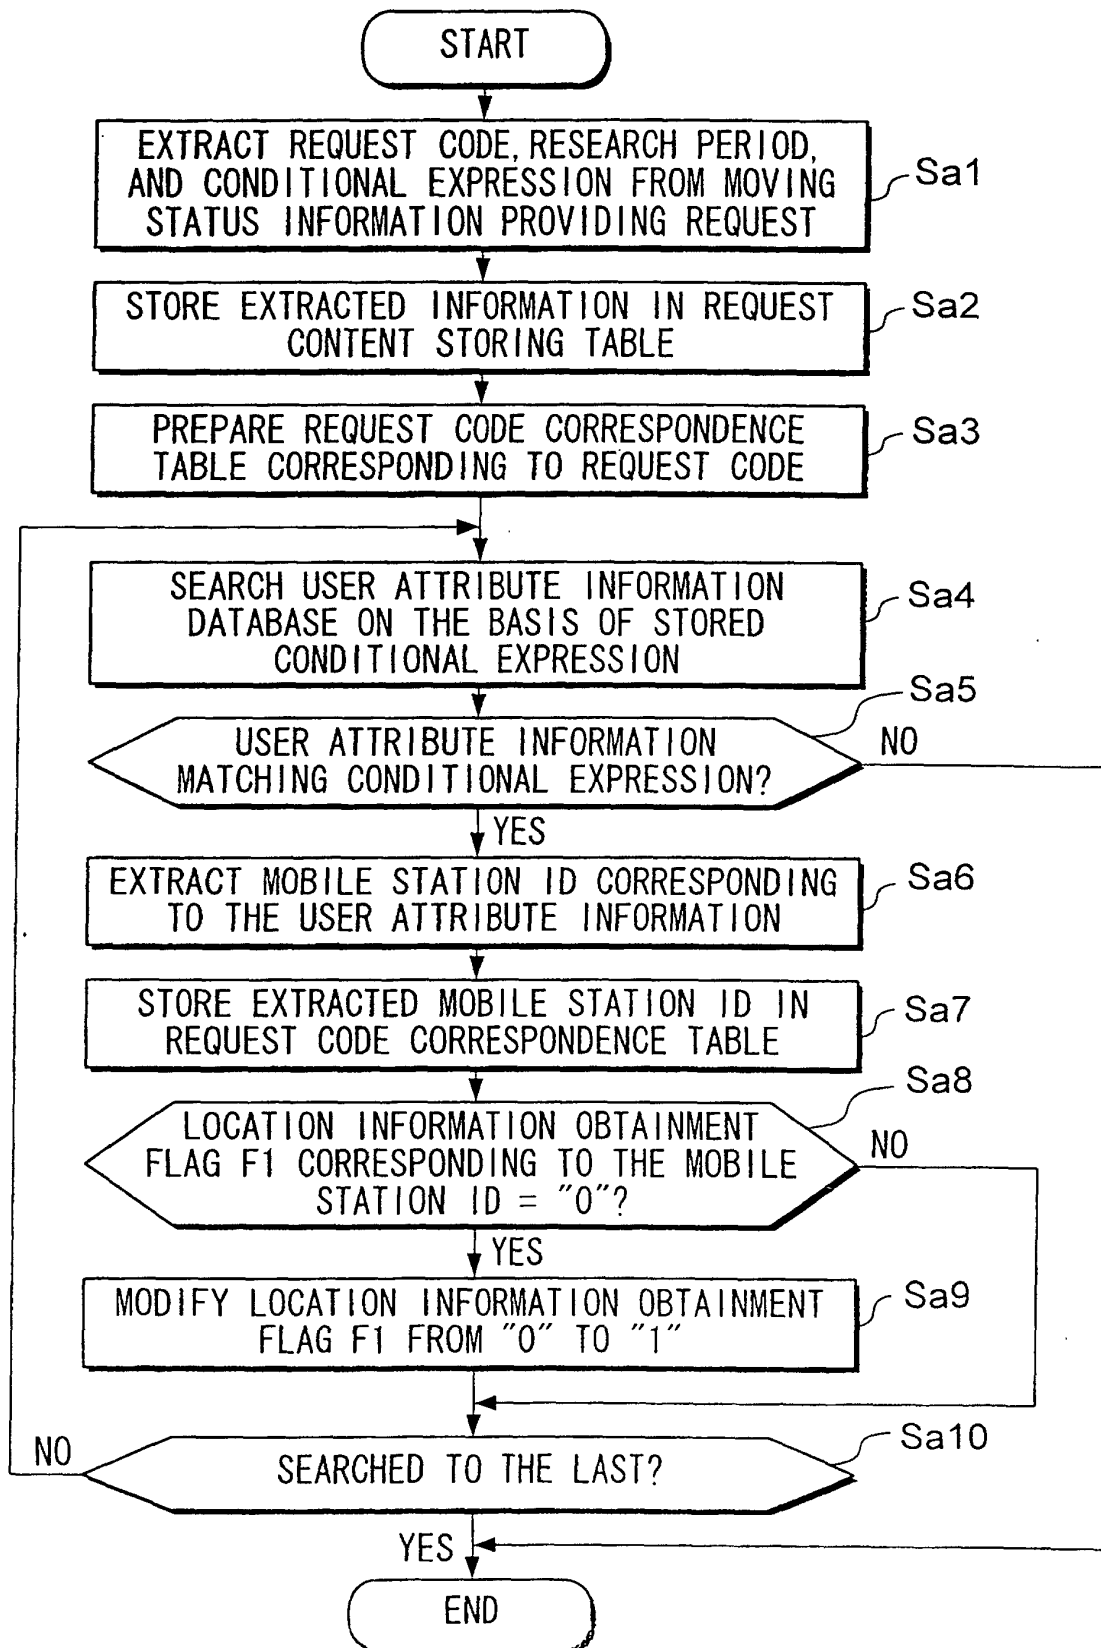 START
EXTRACT REQUEST CODE, RESEARCH PERIOD,
AND CONDITIONAL EXPRESSION FROM MOVING
STATUS INFORMATION PROVIDING REQUEST
Sa1
STORE EXTRACTED INFORMATION IN REQUEST
CONTENT STORING TABLE
Sa2
PREPARE REQUEST CODE CORRESPONDENCE
TABLE CORRESPONDING TO REQUEST CODE
Sa3
SEARCH USER ATTRIBUTE INFORMATION
DATABASE ON THE BASIS OF STORED
CONDITIONAL EXPRESSION
Sa4
USER ATTRIBUTE INFORMATION
MATCHING CONDITIONAL EXPRESSION?
Sa5
NO
YES
EXTRACT MOBILE STATION ID CORRESPONDING
TO THE USER ATTRIBUTE INFORMATION
Sa6
STORE EXTRACTED MOBILE STATION ID IN
REQUEST CODE CORRESPONDENCE TABLE
Sa7
LOCATION INFORMATION OBTAINMENT
FLAG F1 CORRESPONDING TO THE MOBILE
STATION ID = "0"?
Sa8
NO
YES
MODIFY LOCATION INFORMATION OBTAINMENT
FLAG F1 FROM "0" TO "1"
Sa9
SEARCHED TO THE LAST?
Sa10
NO
YES
END